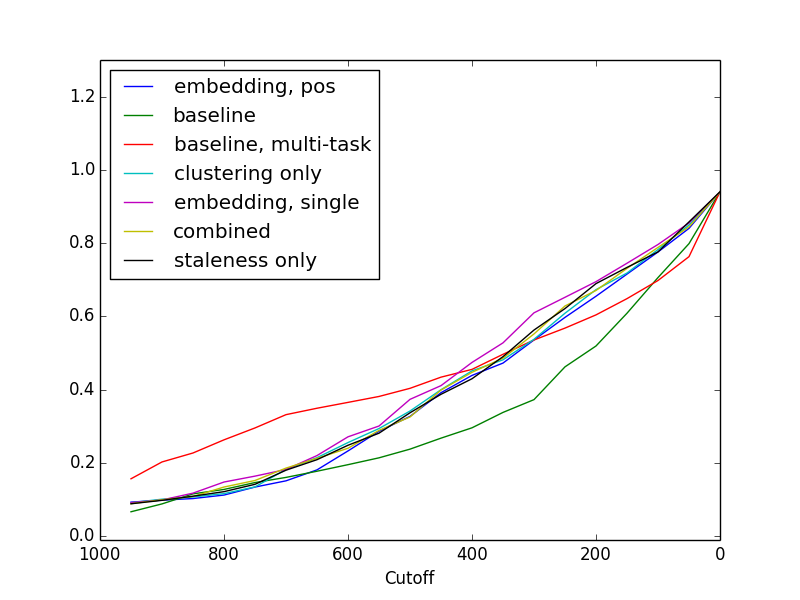 1.2
1.0
0.8
0.6
0.4
0.2
0.0
embedding, pos
baseline
baseline, multi-task
clustering only
embedding, single
combined
staleness only
1000 800 600 400 200 0
Cutoff